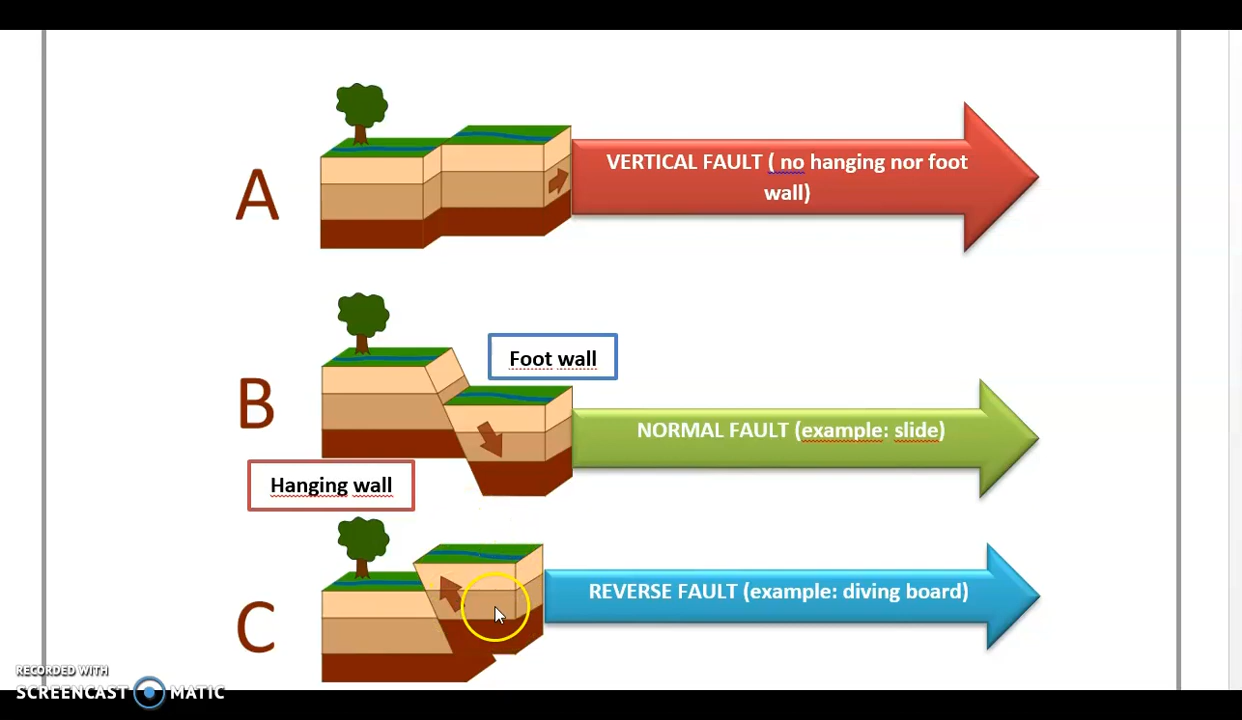 A
VERTICAL FAULT ( no hanging nor foot
wall)
Foot wall
B
NORMAL FAULT (example: slide)
Hanging wall
C
REVERSE FAULT (example: diving board)
RECORDED WITH
SCREENCAST MATIC